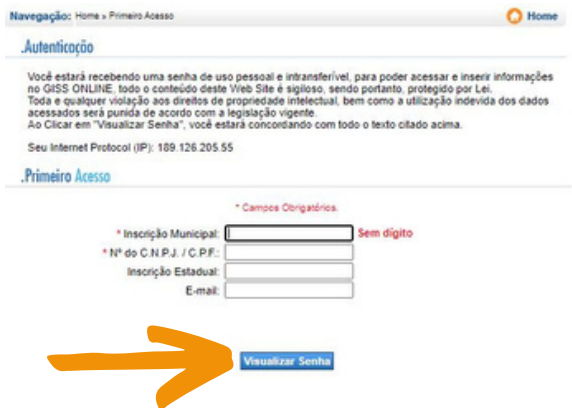 Navegação: Home » Primeiro Acesso
Home
.Autenticação
Você estará recebendo uma senha de uso pessoal e intransferível, para poder acessar e inserir informações
no GISS ONLINE, todo o conteúdo deste Web Site é sigiloso, sendo portanto, protegido por Lei.
Toda e qualquer violação aos direitos de propriedade intelectual, bem como a utilização indevida dos dados
acessados será punida de acordo com a legislação vigente.
Ao Clicar em "Visualizar Senha", você estará concordando com todo o texto citado acima.
Seu Internet Protocol (IP): 189.126.205.55
.Primeiro Acesso
* Campos Obrigatórios.
* Inscrição Municipal: Sem dígito
* Nº do C.N.P.J. / C.P.F.:
Inscrição Estadual:
E-mail:
Visualizar Senha